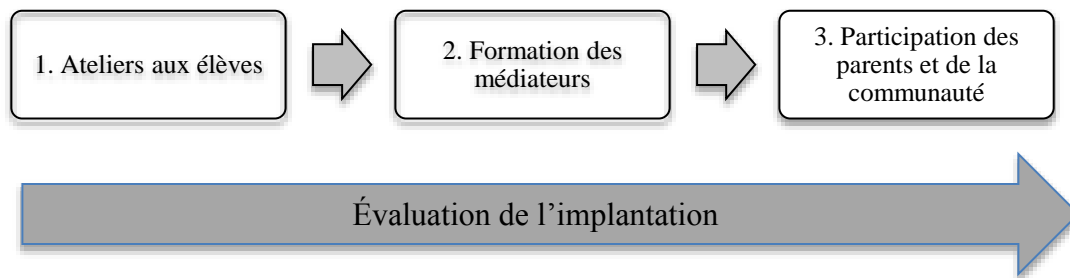 1. Ateliers aux élèves
2. Formation des
médiateurs
3. Participation des
parents et de la
communauté
Évaluation de l’implantation